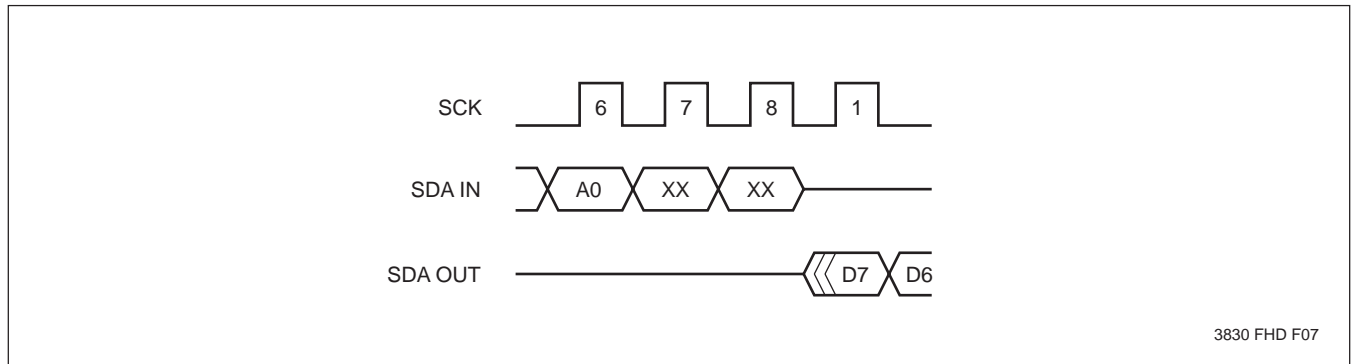 SCK 6 7 8 1
SDA IN A0 XX XX
SDA OUT D7 D6
3830 FHD F07